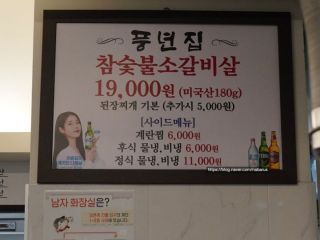 풍년집
참숯불소갈비살
19,000원 (미국산180g)
된장찌개 기본 (추가시 5,000원)
[사이드메뉴]
계란찜 6,000원
후식 물냉,비냉 6,000원
정식 물냉,비냉 11,000원
남자 화장실은?